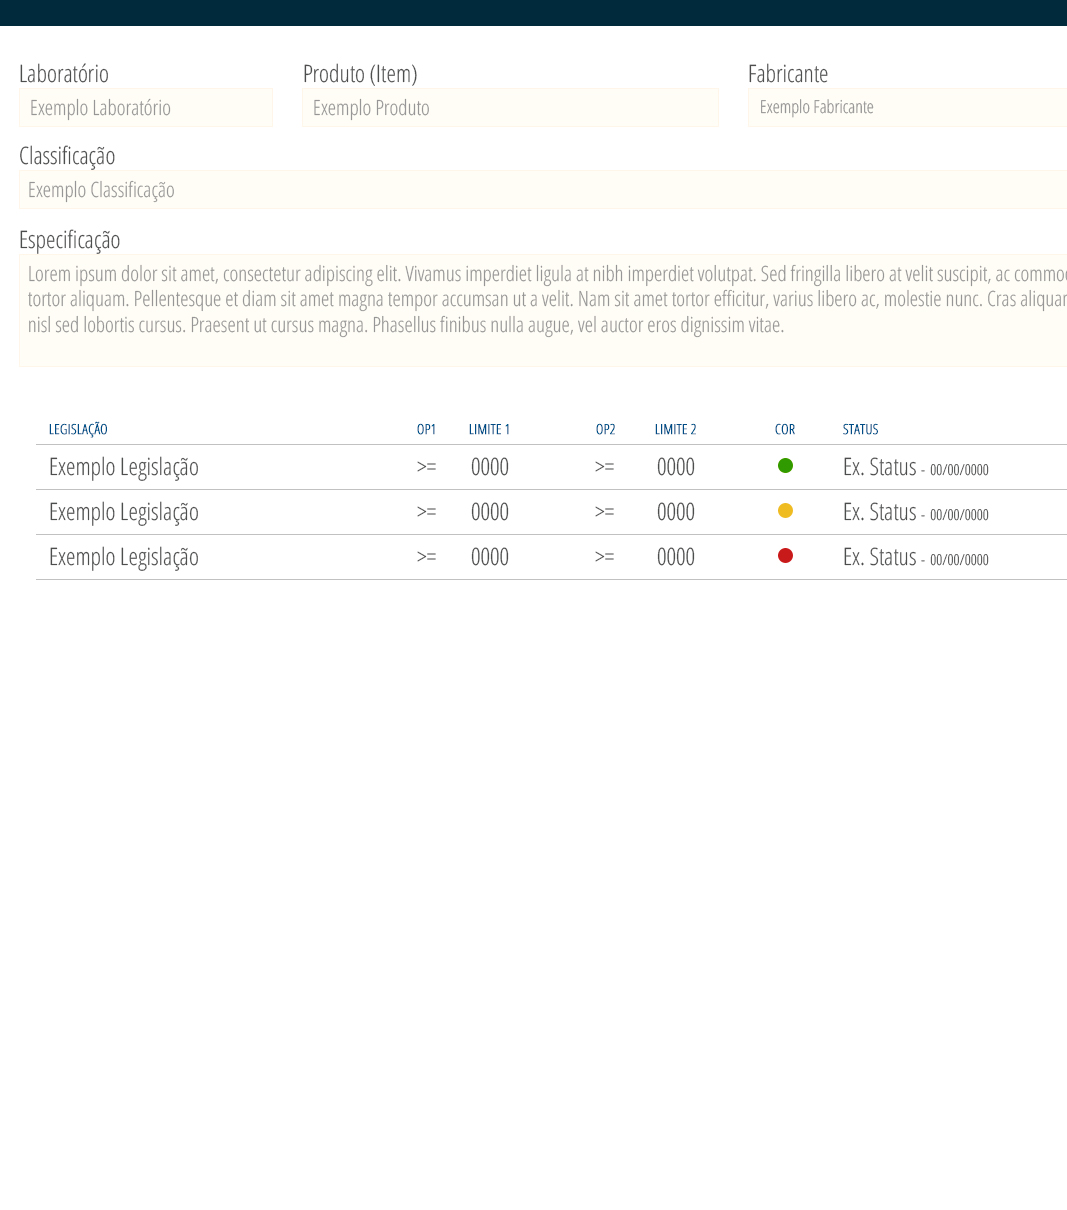 Laboratório Produto (Item) Fabricante
Exemplo Laboratório Exemplo Produto Exemplo Fabricante
Classificação
Exemplo Classificação
Especificação
Lorem ipsum dolor sit amet, consectetur adipiscing elit. Vivamus imperdiet ligula at nibh imperdiet volutpat. Sed fringilla libero at velit suscipit, ac
tortor aliquam. Pellentesque et diam sit amet magna tempor accumsan ut a velit. Nam sit amet tortor efficitur, varius libero ac, molestie nunc. Cras
nisl sed lobortis cursus. Praesent ut cursus magna. Phasellus finibus nulla augue, vel auctor eros dignissim vitae.
LEGISLAÇÃO OP1 LIMITE 1 OP2 LIMITE 2 COR STATUS
Exemplo Legislação >= 0000 >= 0000 Ex. Status - 00/00/0000
Exemplo Legislação >= 0000 >= 0000 Ex. Status - 00/00/0000
Exemplo Legislação >= 0000 >= 0000 Ex. Status - 00/00/0000